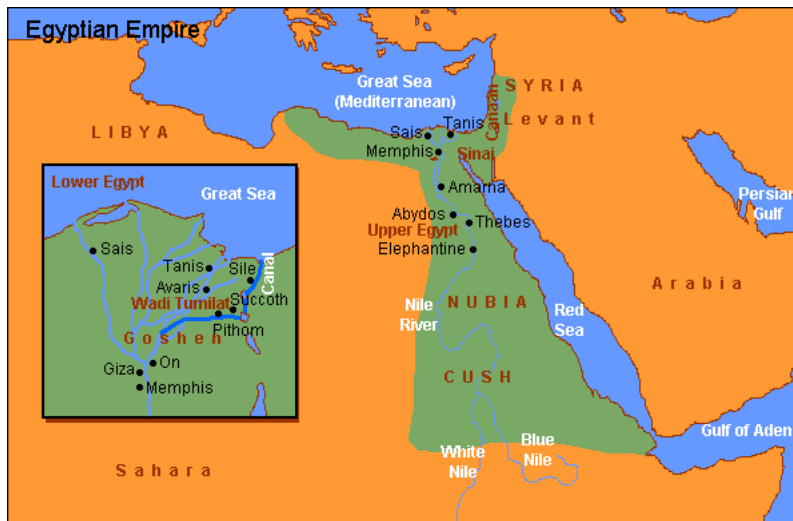 Egyptian Empire
Great Sea
(Mediterranean)
SYRIA
Canaan
Levant
LIBYA
Sais
Tanis
Memphis
Sinai
Amarna
Persian
Gulf
Abydos
Thebes
Upper Egypt
Elephantine
Arabia
NUBIA
Nile
River
Red
Sea
CUSH
Gulf of Aden
White
Nile
Blue
Nile
Sahara
Lower Egypt
Great Sea
Sais
Tanis
Sile
Canal
Avaris
Wadi Tumilat
Succoth
Pithom
Goshen
On
Giza
Memphis